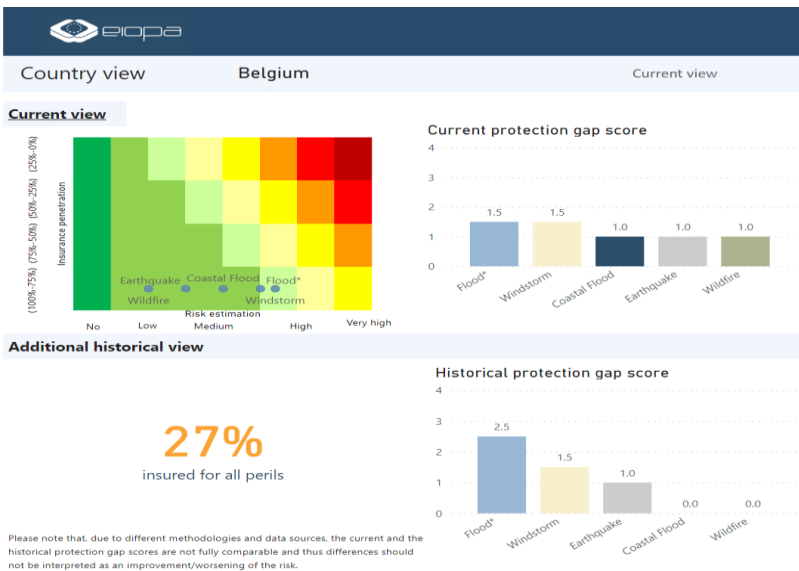 eiopa
Country view
Belgium
Current view
Current view
Insurance penetration
(100%-75%) (75%-50%) (50%-25%) (25%-0%)
Earthquake
Coastal Flood
Flood*
Wildfire
Windstorm
Risk estimation
No
Low
Medium
High
Very high
Current protection gap score
4
3
2
1
0
1.5
1.5
1.0
1.0
1.0
Flood*
Windstorm
Coastal Flood
Earthquake
Wildfire
Additional historical view
27%
insured for all perils
Please note that, due to different methodologies and data sources, the current and the
historical protection gap scores are not fully comparable and thus differences should
not be interpreted as an improvement/worsening of the risk.
Historical protection gap score
4
3
2
1
0
2.5
1.5
1.0
0.0
0.0
Flood*
Windstorm
Earthquake
Coastal Flood
Wildfire